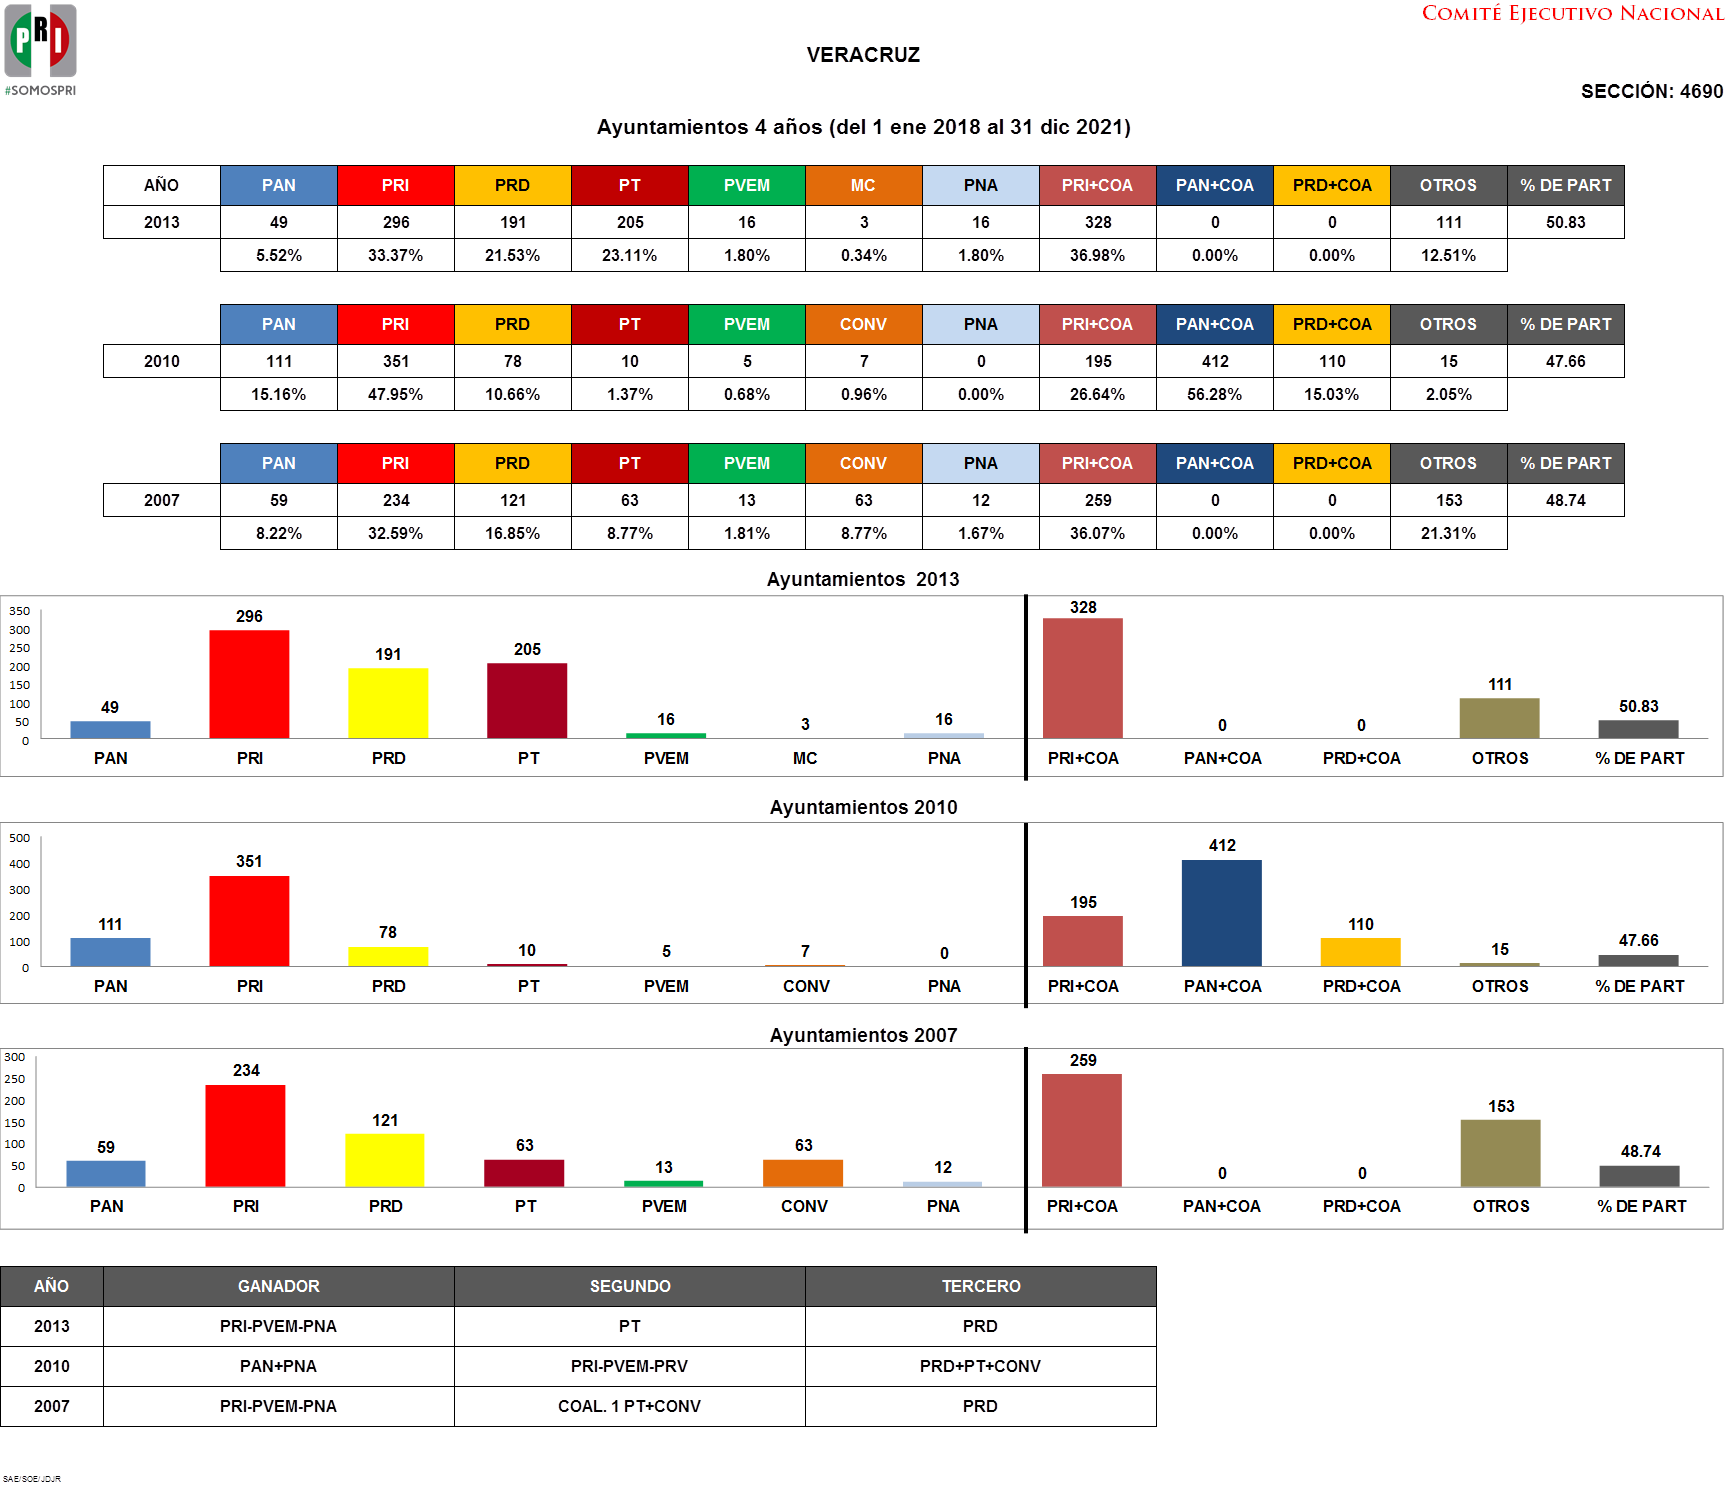 PRI
#SOMOSPRI
COMITÉ EJECUTIVO NACIONAL
VERACRUZ
SECCIÓN: 4690
Ayuntamientos 4 años (del 1 ene 2018 al 31 dic 2021)
AÑO PAN PRI PRD PT PVEM MC PNA PRI+COA PAN+COA PRD+COA OTROS % DE PART
2013 49 296 191 205 16 3 16 328 0 0 111 50.83
5.52% 33.37% 21.53% 23.11% 1.80% 0.34% 1.80% 36.98% 0.00% 0.00% 12.51%
PAN PRI PRD PT PVEM CONV PNA PRI+COA PAN+COA PRD+COA OTROS % DE PART
2010 111 351 78 10 5 7 0 195 412 110 15 47.66
15.16% 47.95% 10.66% 1.37% 0.68% 0.96% 0.00% 26.64% 56.28% 15.03% 2.05%
PAN PRI PRD PT PVEM CONV PNA PRI+COA PAN+COA PRD+COA OTROS % DE PART
2007 59 234 121 63 13 63 12 259 0 0 153 48.74
8.22% 32.59% 16.85% 8.77% 1.81% 8.77% 1.67% 36.07% 0.00% 0.00% 21.31%
Ayuntamientos 2013
350
300
250
200
150
100
50
0
49 296 191 205 16 3 16 328 0 0 111 50.83
PAN PRI PRD PT PVEM MC PNA PRI+COA PAN+COA PRD+COA OTROS % DE PART
Ayuntamientos 2010
500
400
300
200
100
0
111 351 78 10 5 7 0 195 412 110 15 47.66
PAN PRI PRD PT PVEM CONV PNA PRI+COA PAN+COA PRD+COA OTROS % DE PART
Ayuntamientos 2007
300
250
200
150
100
50
0
59 234 121 63 13 63 12 259 0 0 153 48.74
PAN PRI PRD PT PVEM CONV PNA PRI+COA PAN+COA PRD+COA OTROS % DE PART
AÑO GANADOR SEGUNDO TERCERO
2013 PRI-PVEM-PNA PT PRD
2010 PAN+PNA PRI-PVEM-PRV PRD+PT+CONV
2007 PRI-PVEM-PNA COAL. 1 PT+CONV PRD
SAE/SOE/JDJR